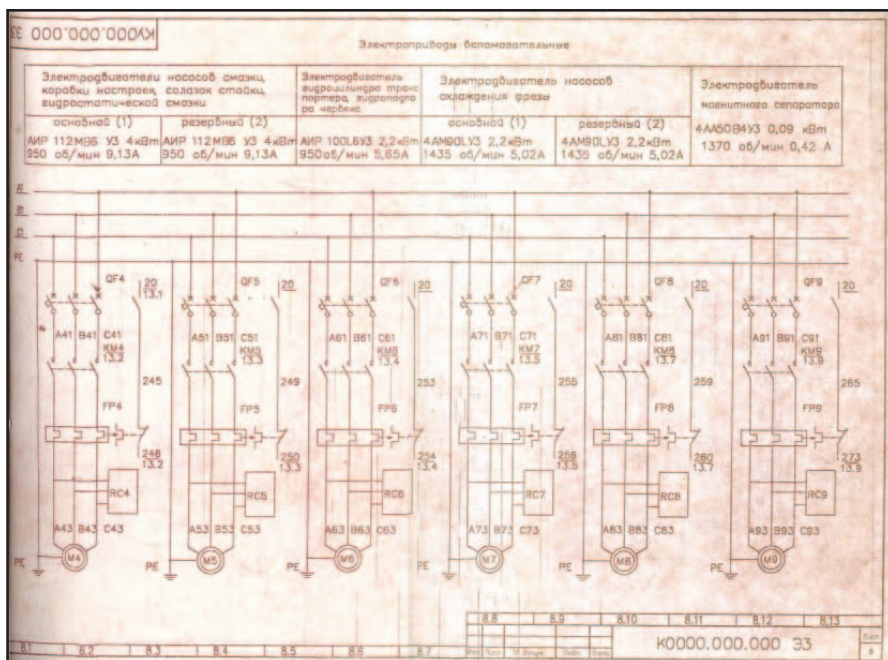 К0000.000.000 ЭЗ
Электроприводы вспомогательные
Электродвигатели насосов смазки,
коробки настроек, салазок стойки,
гидростатической смазки
основной (1) резервный (2)
АИР 112МВ6 У3 4кВт АИР 112МВ6 У3 4кВт
950 об/мин 9,13А 950 об/мин 9,13А
Электродвигатель
гидроцилиндра транс
портера, гидроподпо
ра червяка
АИР 100L6У3 2,2кВт
950об/мин 5,65А
Электродвигатель насосов
охлаждения фрезы
основной (1) резервный (2)
4АМ90LУ3 2,2кВт 4АМ90LУ3 2,2кВт
1435 об/мин 5,02А 1435 об/мин 5,02А
Электродвигатель
магнитного сепаратора
4АА50В4У3 0,09 кВт
1370 об/мин 0,42 А
PE
QF4 20 QF5 20 QF6 20 QF7 20 QF8 20 QF9 20
13.1
A41 B41 C41 A51 B51 C51 A61 B61 C61 A71 B71 C71 A81 B81 C81 A91 B91 C91
KM4 KM5 KM6 KM7 KM8 KM9
13.2 13.3 13.4 13.5 13.7 13.9
245 249 253 255 259 265
FP4 FP5 FP6 FP7 FP8 FP9
246 250 254 256 260 273
13.2 13.3 13.4 13.5 13.7 13.9
RC4 RC5 RC6 RC7 RC8 RC9
A43 B43 C43 A53 B53 C53 A63 B63 C63 A73 B73 C73 A83 B83 C83 A93 B93 C93
M4 M5 M6 M7 M8 M9
PE PE PE PE PE PE
8.8 8.9 8.10 8.11 8.12 8.13
К0000.000.000 ЭЗ
Лист
8
8.1 8.2 8.3 8.4 8.5 8.6 8.7